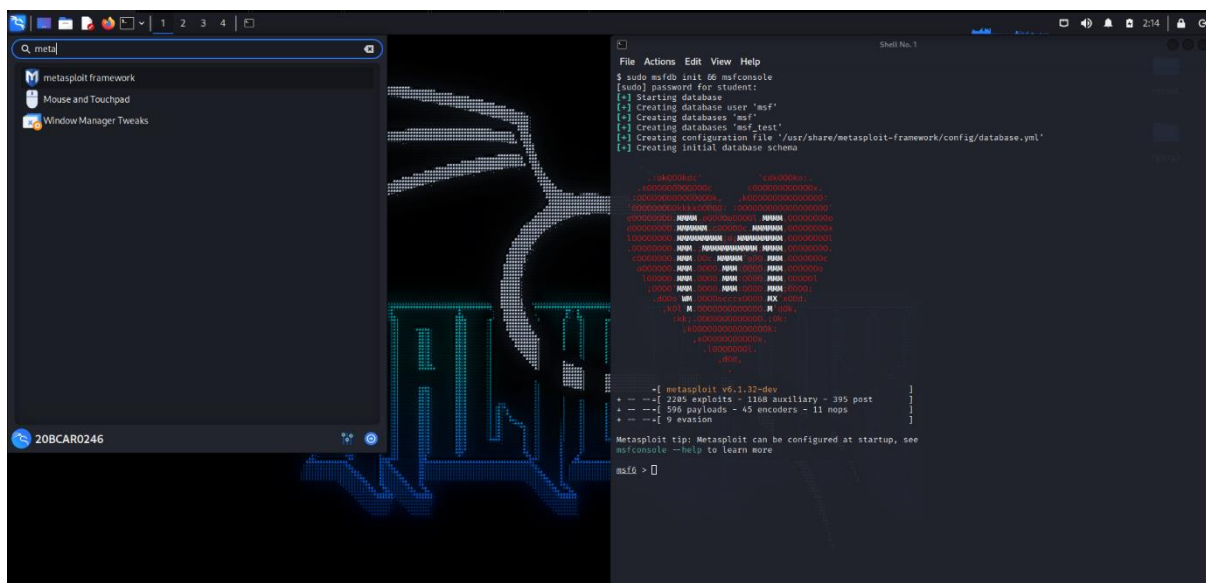 1 2 3 4
2:14
meta
metasploit framework
Mouse and Touchpad
Window Manager Tweaks
20BCAR0246
Shell No. 1
File Actions Edit View Help
$ sudo msfdb init && msfconsole
[sudo] password for student:
[+] Starting database
[+] Creating database user 'msf'
[+] Creating databases 'msf'
[+] Creating databases 'msf_test'
[+] Creating configuration file '/usr/share/metasploit-framework/config/database.yml'
[+] Creating initial database schema
=[ metasploit v6.1.32-dev ]
+ -- --=[ 2205 exploits - 1168 auxiliary - 395 post ]
+ -- --=[ 596 payloads - 45 encoders - 11 nops ]
+ -- --=[ 9 evasion ]
Metasploit tip: Metasploit can be configured at startup, see
msfconsole --help to learn more
msf6 >